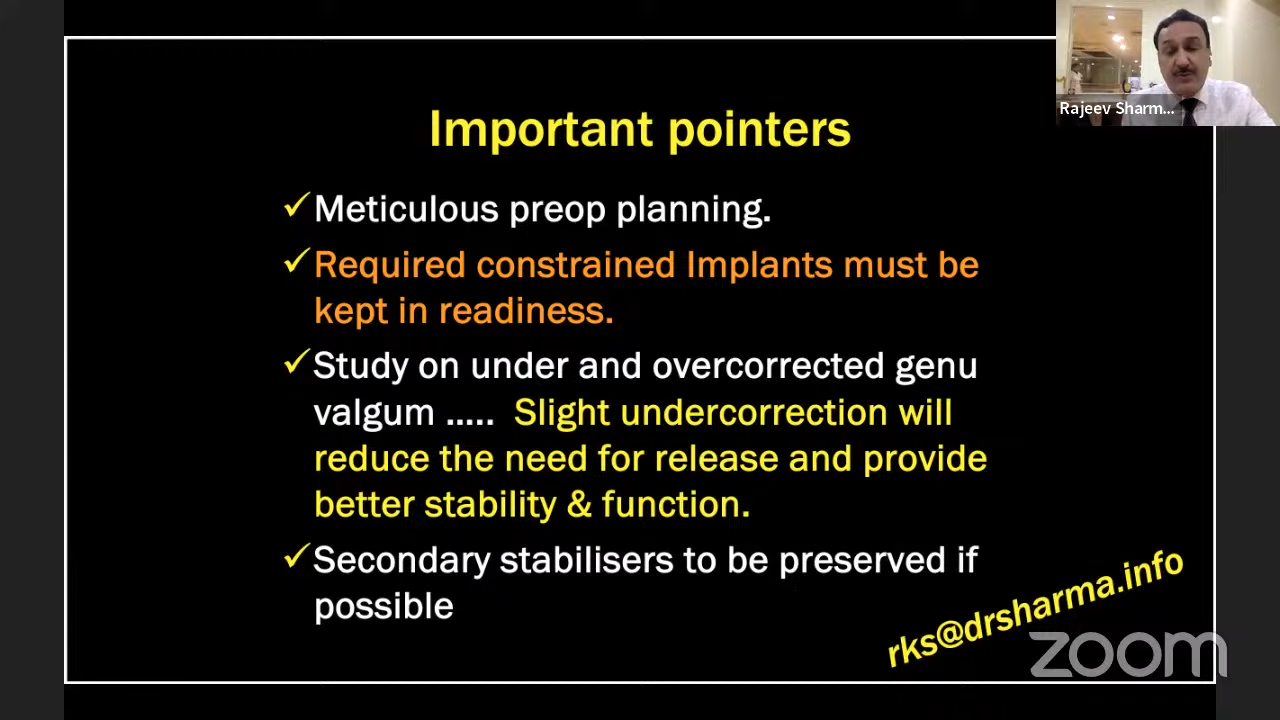 Rajeev Sharm...
Important pointers
✓Meticulous preop planning.
✓Required constrained Implants must be
kept in readiness.
✓Study on under and overcorrected genu
valgum ..... Slight undercorrection will
reduce the need for release and provide
better stability & function.
✓Secondary stabilisers to be preserved if
possible
rks@drsharma.info
zoom